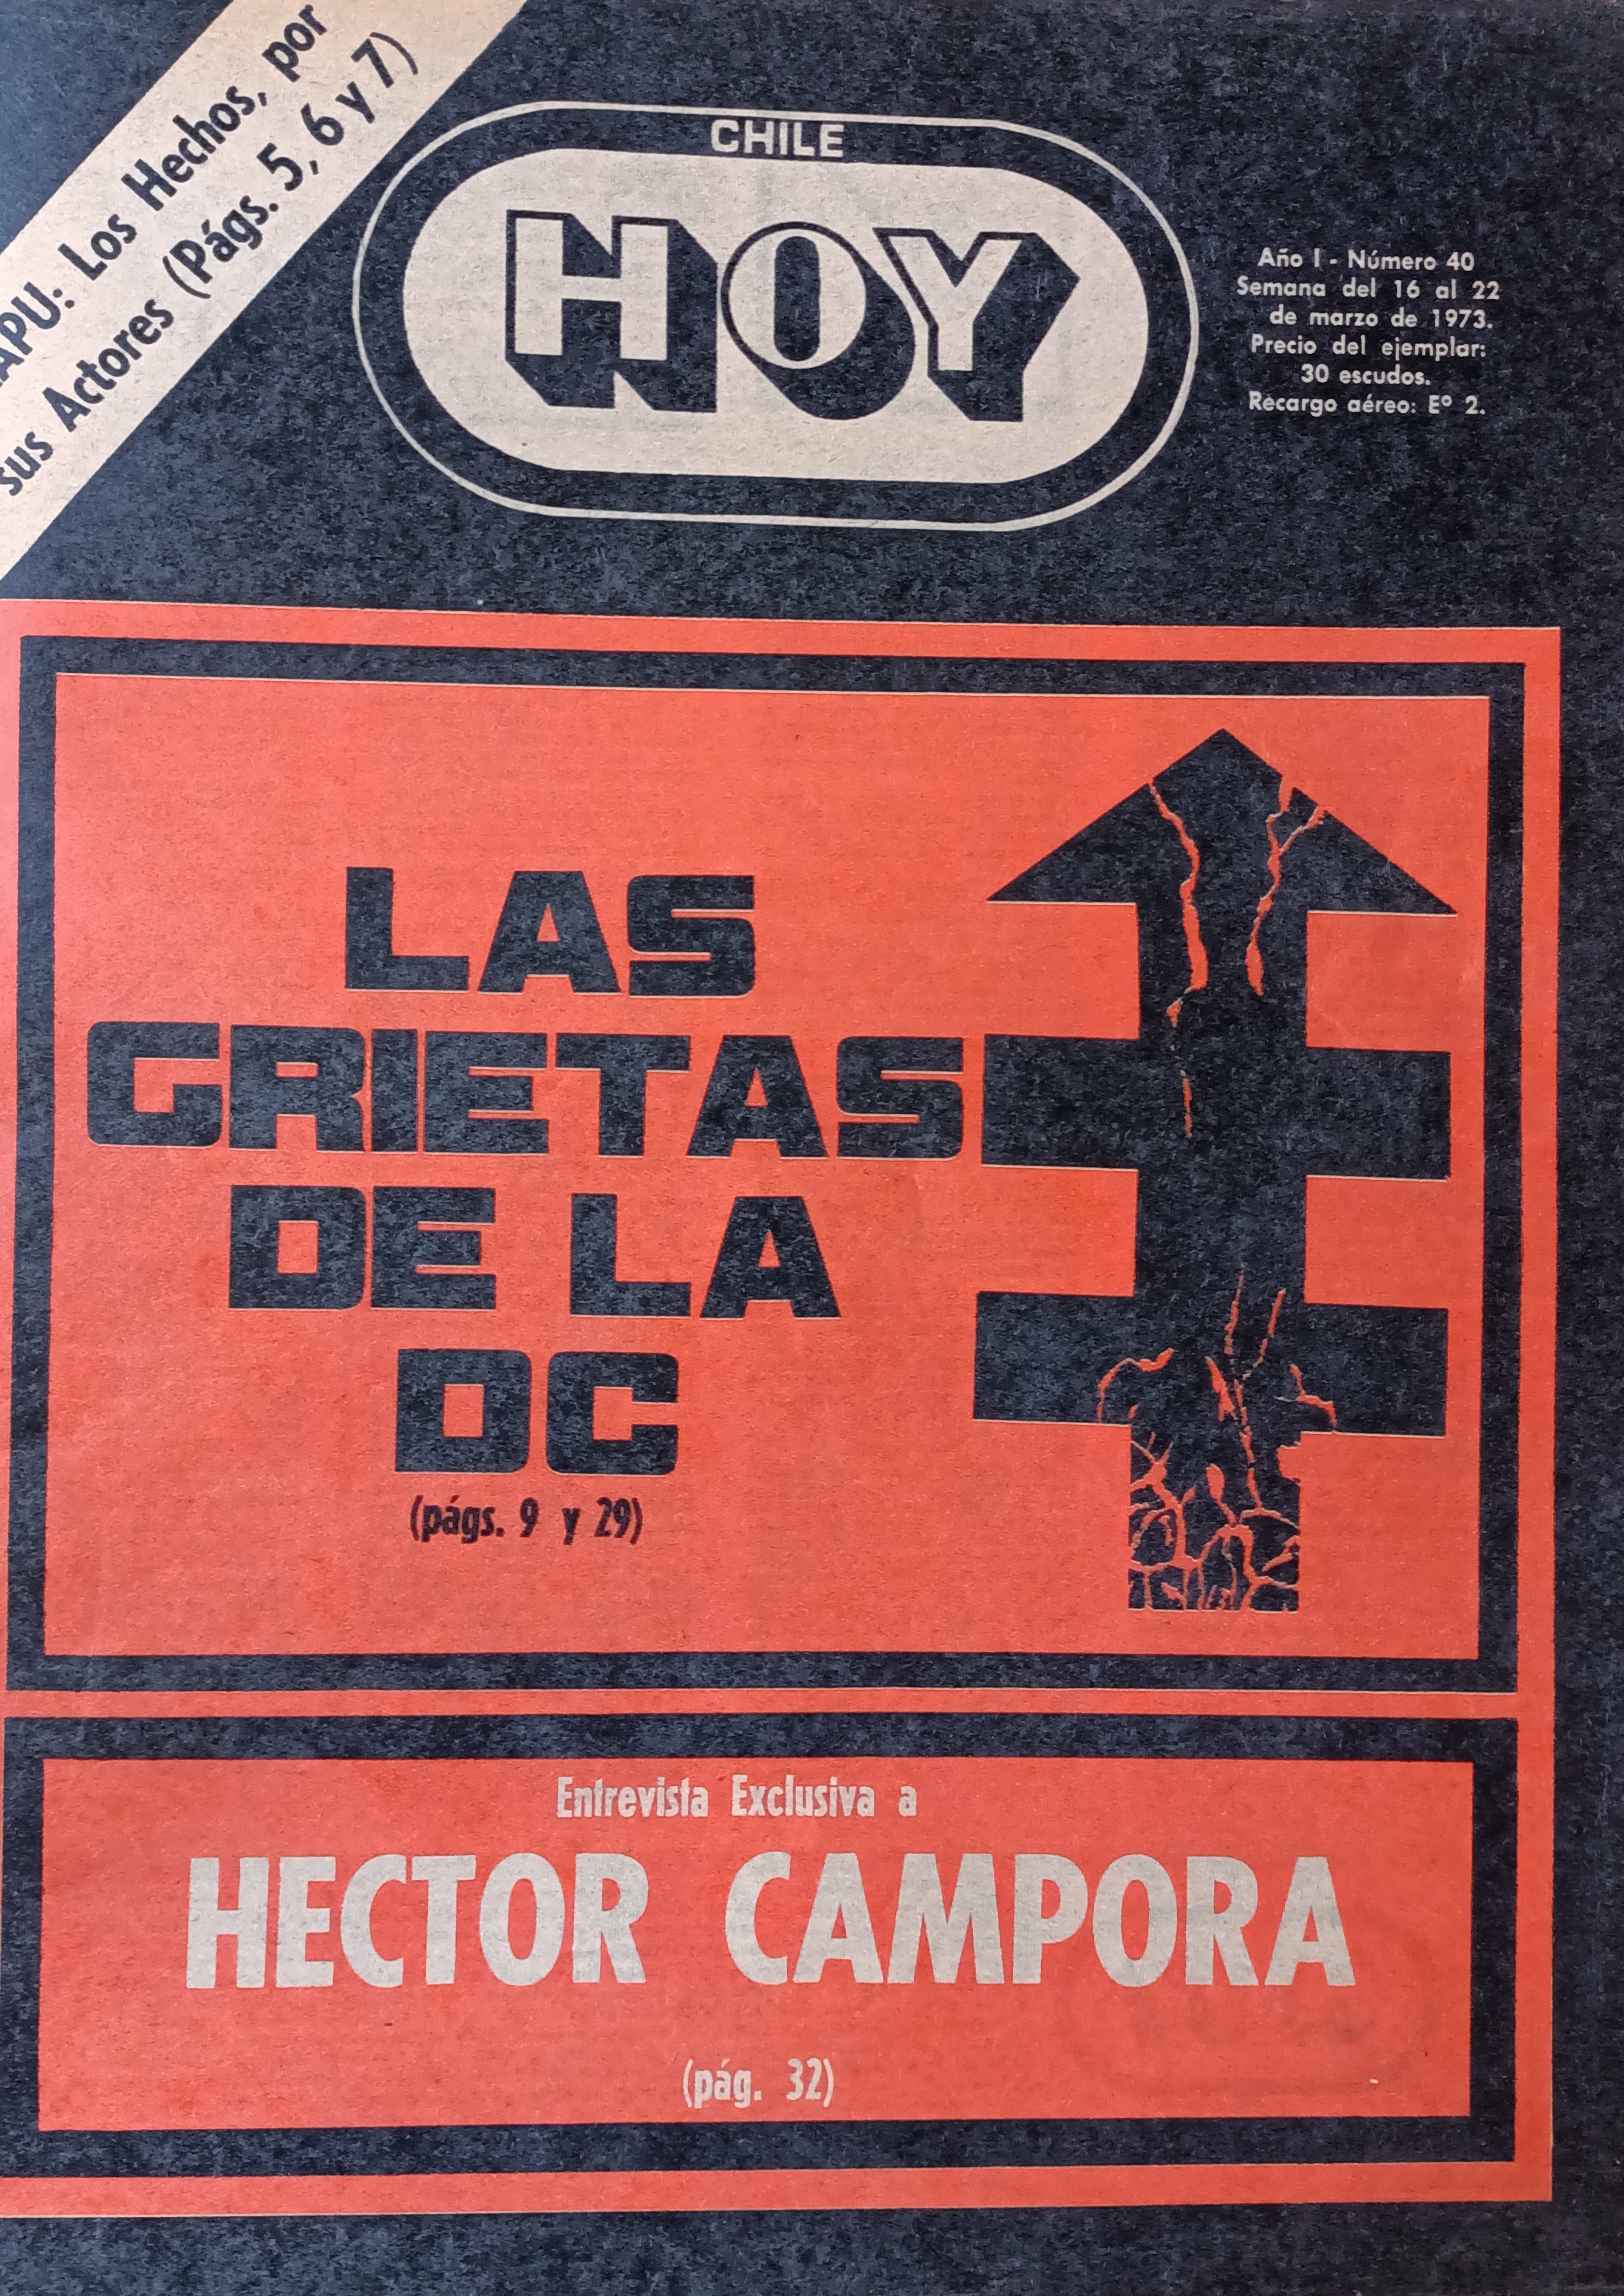 APU: Los Hechos, por
sus Actores (Págs. 5, 6 y 7)
CHILE
HOY
Año I - Número 40
Semana del 16 al 22
de marzo de 1973.
Precio del ejemplar:
30 escudos.
Recargo aéreo: Eº 2.
LAS
GRIETAS
DE LA
DC
(págs. 9 y 29)
Entrevista Exclusiva a
HECTOR CAMPORA
(pág. 32)